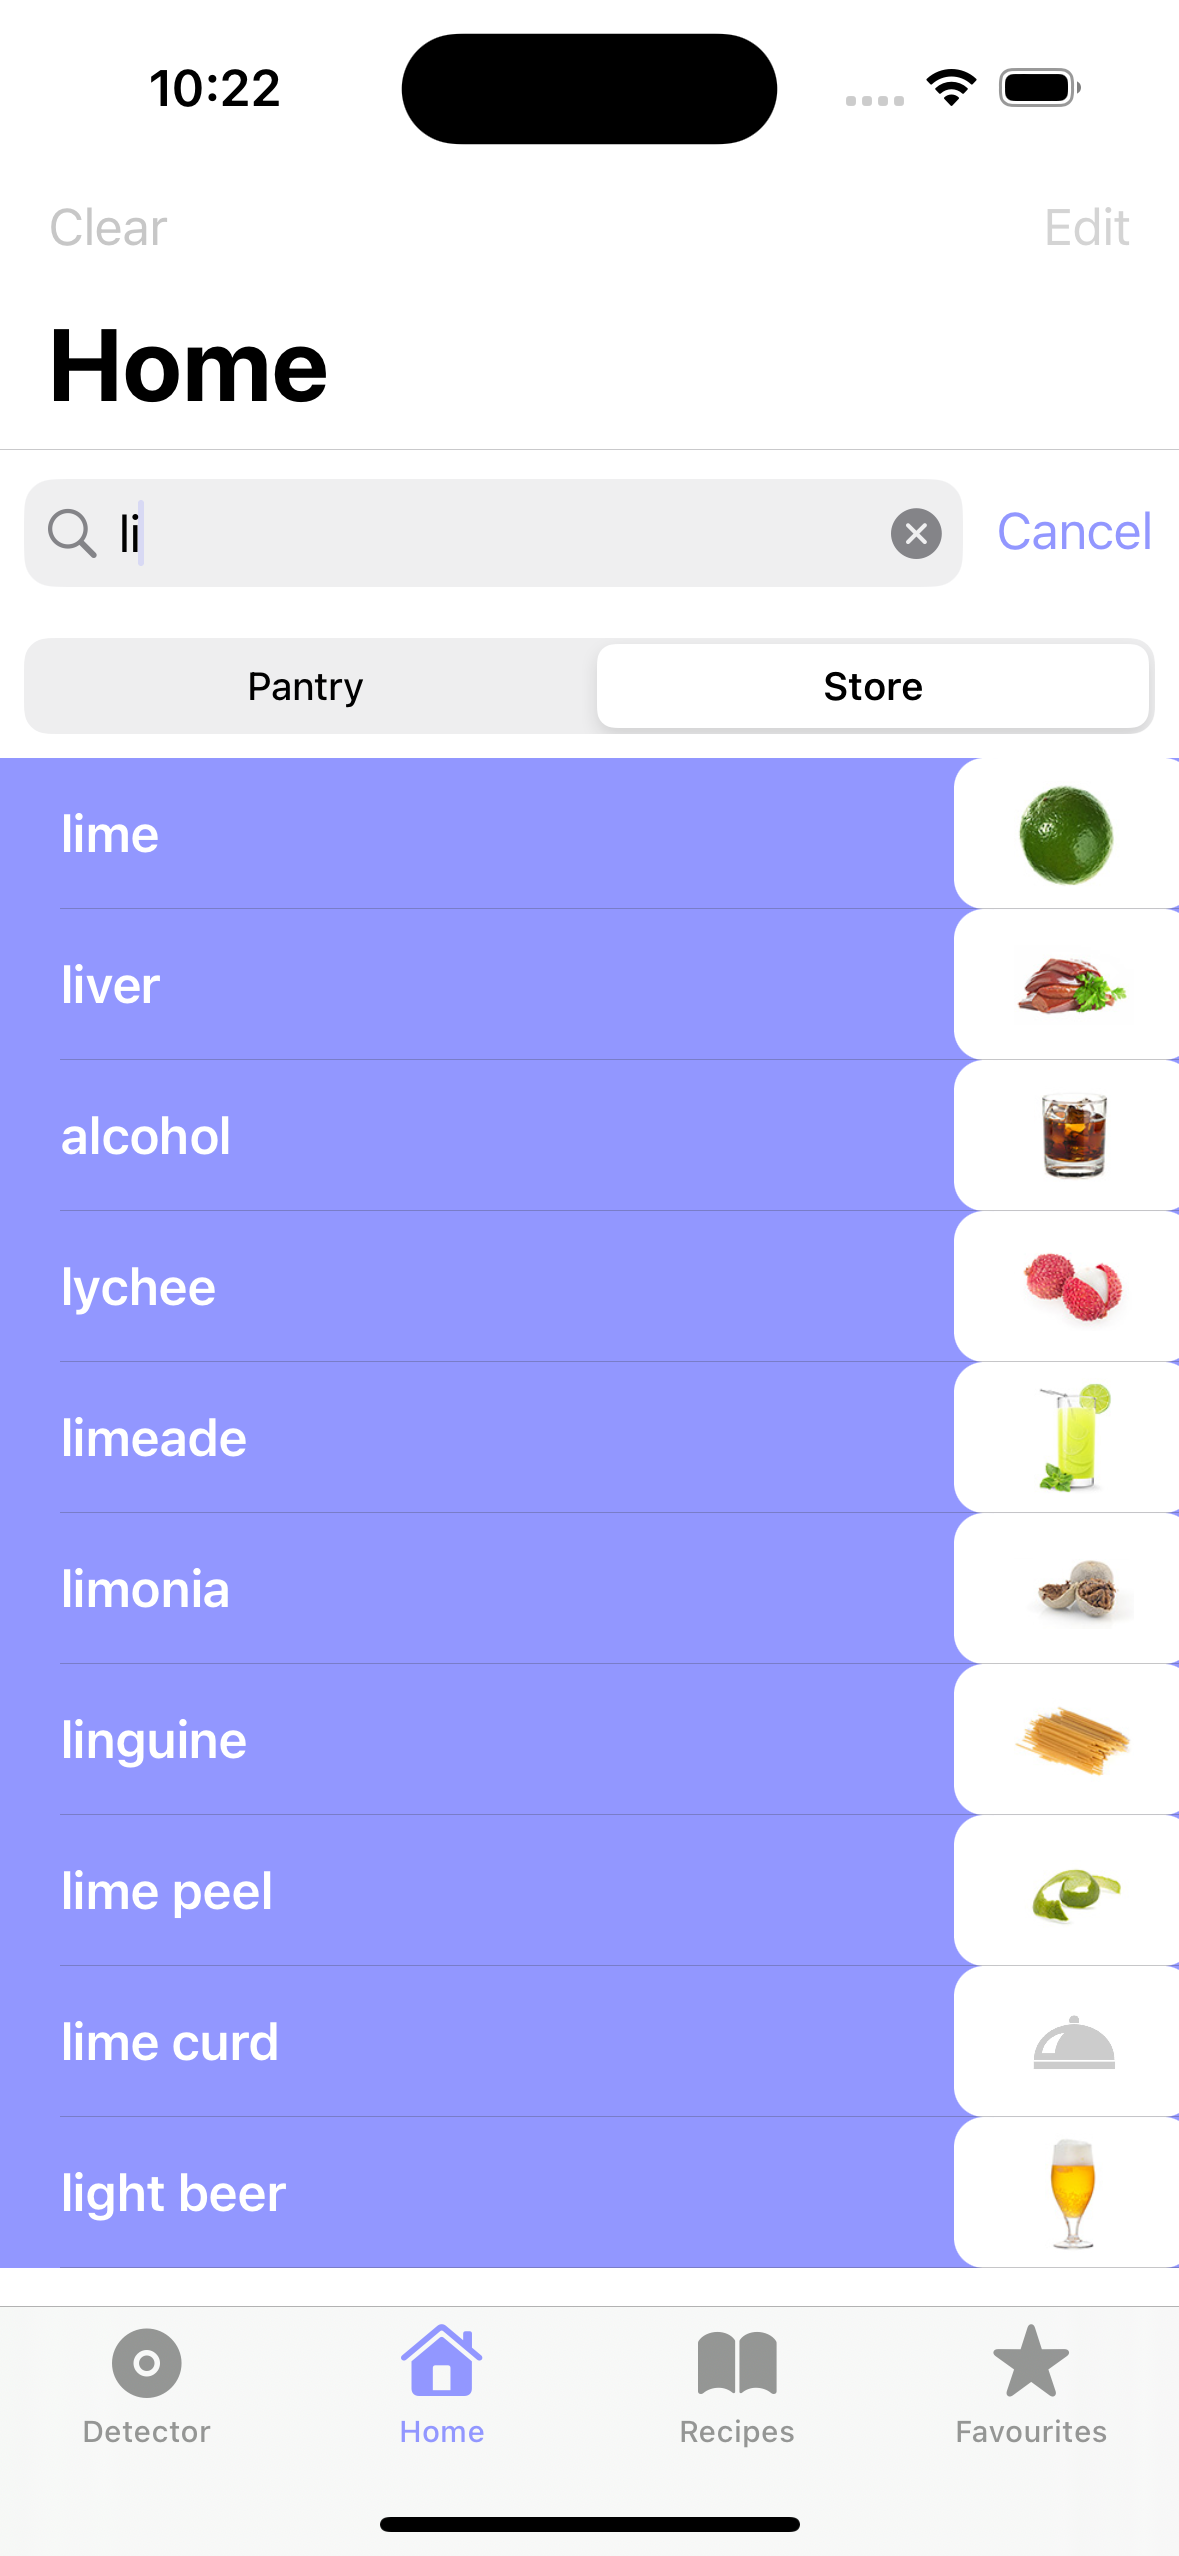 10:22
Clear Edit
Home
li Cancel
Pantry Store
lime
liver
alcohol
lychee
limeade
limonia
linguine
lime peel
lime curd
light beer
Detector Home Recipes Favourites